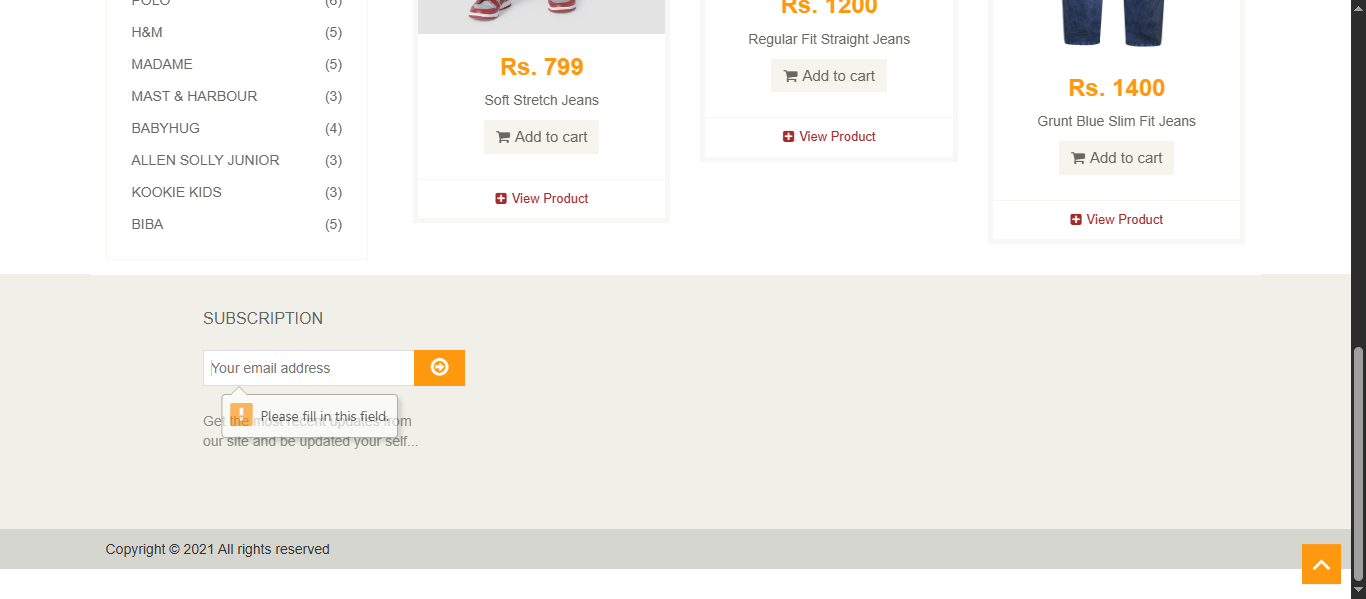 POLO (6)
H&M (5)
MADAME (5)
MAST & HARBOUR (3)
BABYHUG (4)
ALLEN SOLLY JUNIOR (3)
KOOKIE KIDS (3)
BIBA (5)
Rs. 799
Soft Stretch Jeans
Add to cart
View Product
Rs. 1200
Regular Fit Straight Jeans
Add to cart
View Product
Rs. 1400
Grunt Blue Slim Fit Jeans
Add to cart
View Product
SUBSCRIPTION
Your email address
Please fill in this field.
Get the most recent updates from
our site and be updated your self...
Copyright © 2021 All rights reserved